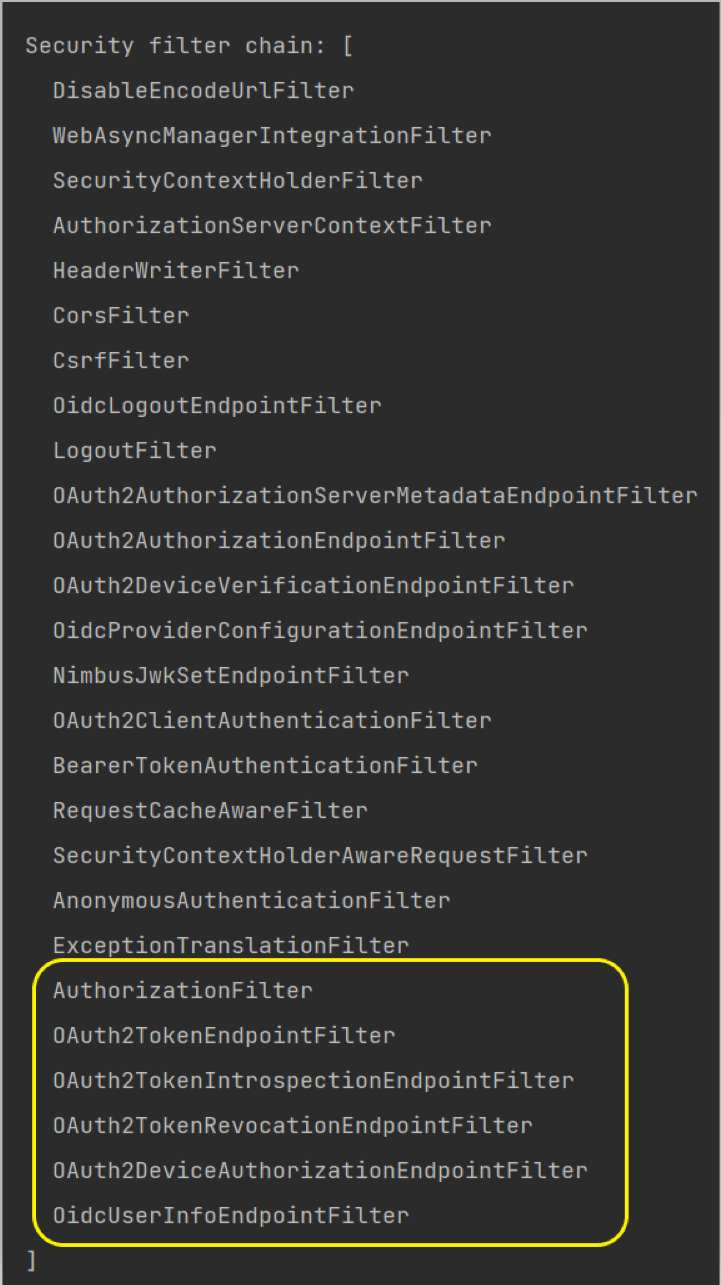 Security filter chain: [
DisableEncodeUrlFilter
WebAsyncManagerIntegrationFilter
SecurityContextHolderFilter
AuthorizationServerContextFilter
HeaderWriterFilter
CorsFilter
CsrfFilter
OidcLogoutEndpointFilter
LogoutFilter
OAuth2AuthorizationServerMetadataEndpointFilter
OAuth2AuthorizationEndpointFilter
OAuth2DeviceVerificationEndpointFilter
OidcProviderConfigurationEndpointFilter
NimbusJwkSetEndpointFilter
OAuth2ClientAuthenticationFilter
BearerTokenAuthenticationFilter
RequestCacheAwareFilter
SecurityContextHolderAwareRequestFilter
AnonymousAuthenticationFilter
ExceptionTranslationFilter
AuthorizationFilter
OAuth2TokenEndpointFilter
OAuth2TokenIntrospectionEndpointFilter
OAuth2TokenRevocationEndpointFilter
OAuth2DeviceAuthorizationEndpointFilter
OidcUserInfoEndpointFilter
]